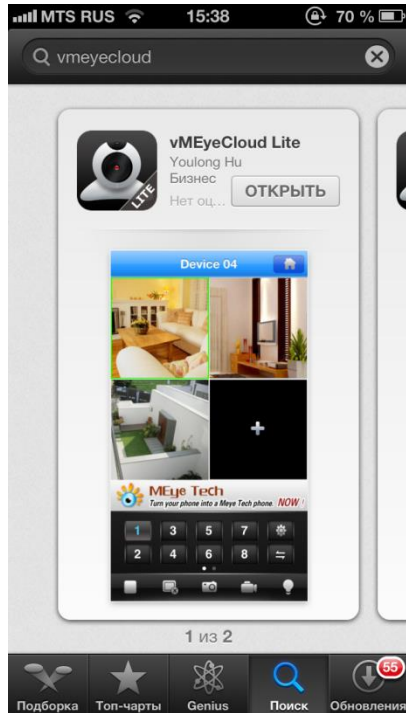 MTS RUS 15:38 70 %
vmeyecloud
vMEyeCloud Lite
Youlong Hu
Бизнес
ОТКРЫТЬ
Нет оц...
LITE
Device 04
MEye Tech
Turn your phone into a Meye Tech phone. NOW !
1 3 5 7
2 4 6 8
1 из 2
55
Подборка Топ-чарты Genius Поиск Обновления